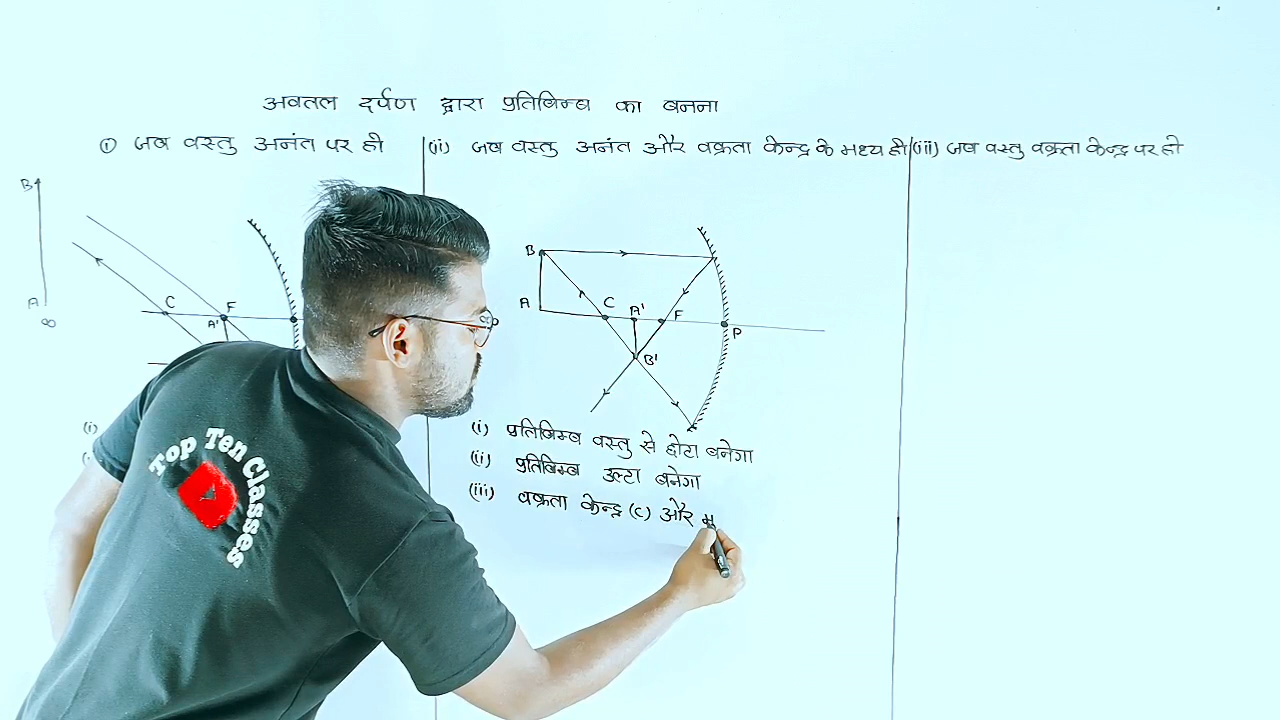 अवतल दर्पण द्वारा प्रतिबिम्ब का बनना
(i) जब वस्तु अनंत पर हो
(ii) जब वस्तु अनंत और वक्रता केन्द्र के मध्य हो
(iii) जब वस्तु वक्रता केन्द्र पर हो
B
A
∞
C
F
A'
B
A
C
A'
F
P
B'
(i)
(i) प्रतिबिम्ब वस्तु से छोटा बनेगा
(ii) प्रतिबिम्ब उल्टा बनेगा
(iii) वक्रता केन्द्र (C) और
Top Ten Classes